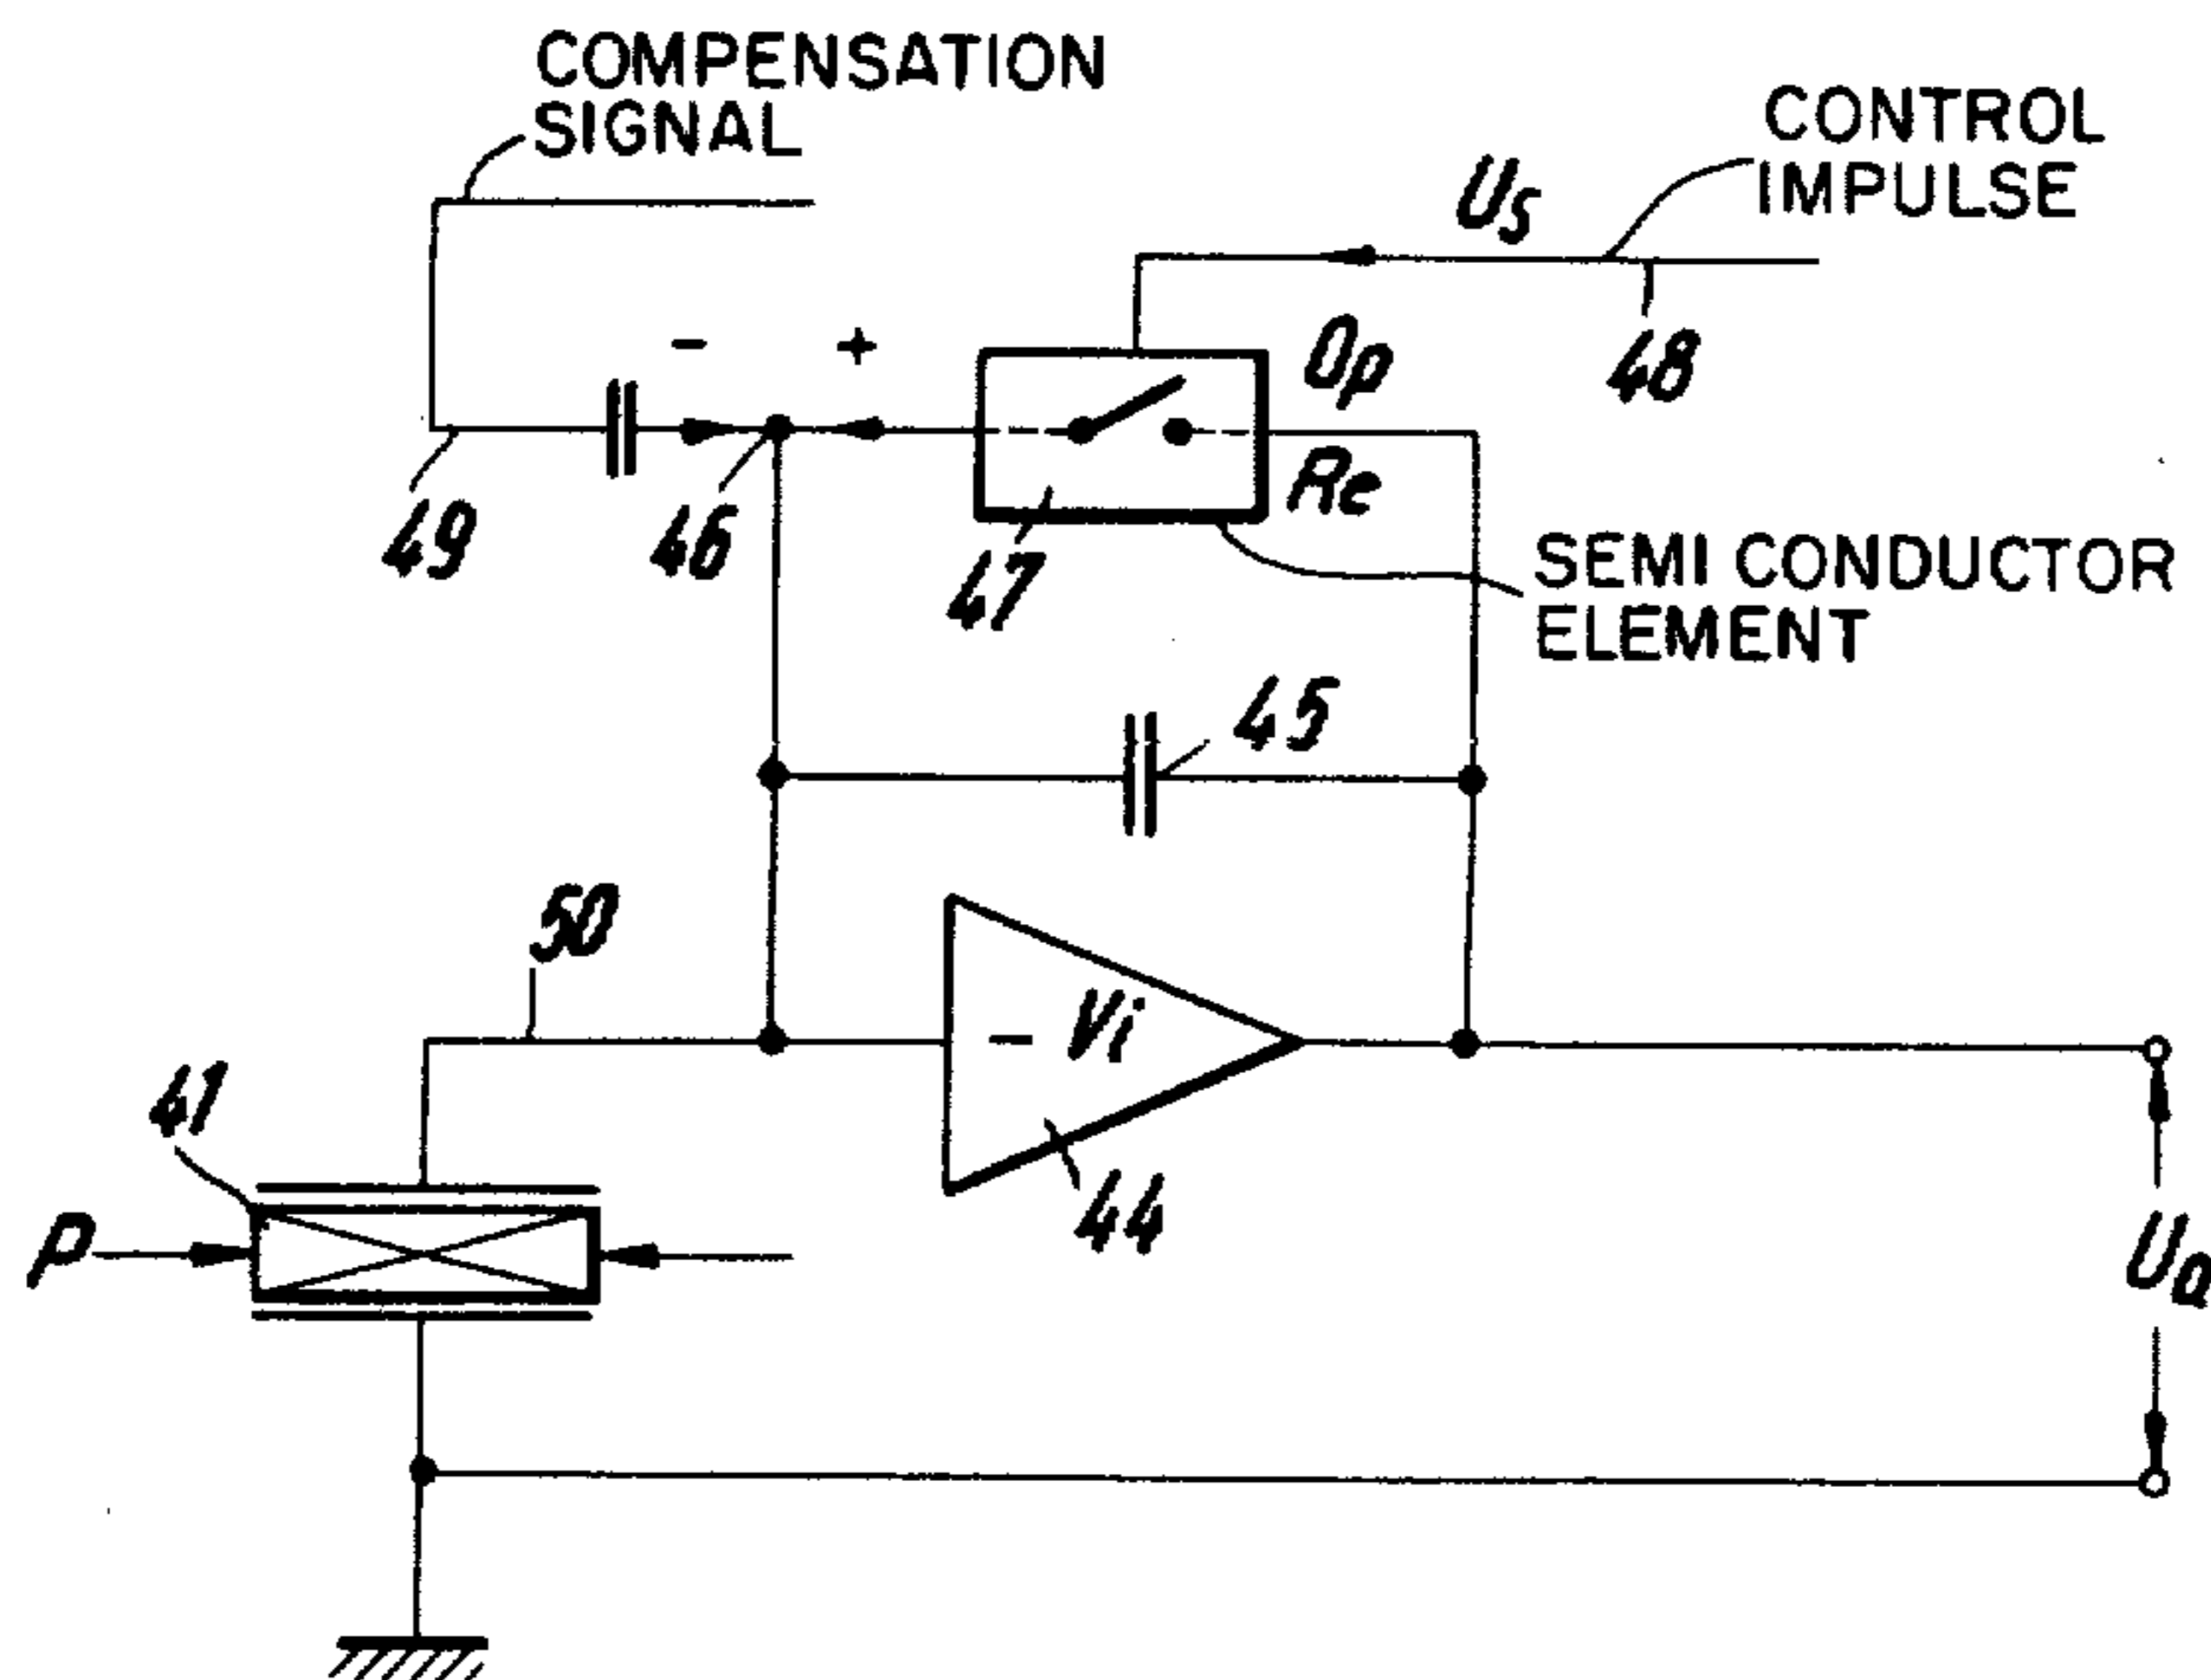 COMPENSATION
SIGNAL
CONTROL
IMPULSE
Us
48
- +
Op
Re
49
46
47
SEMI CONDUCTOR
ELEMENT
45
50
- Vi
41
44
P
Ua